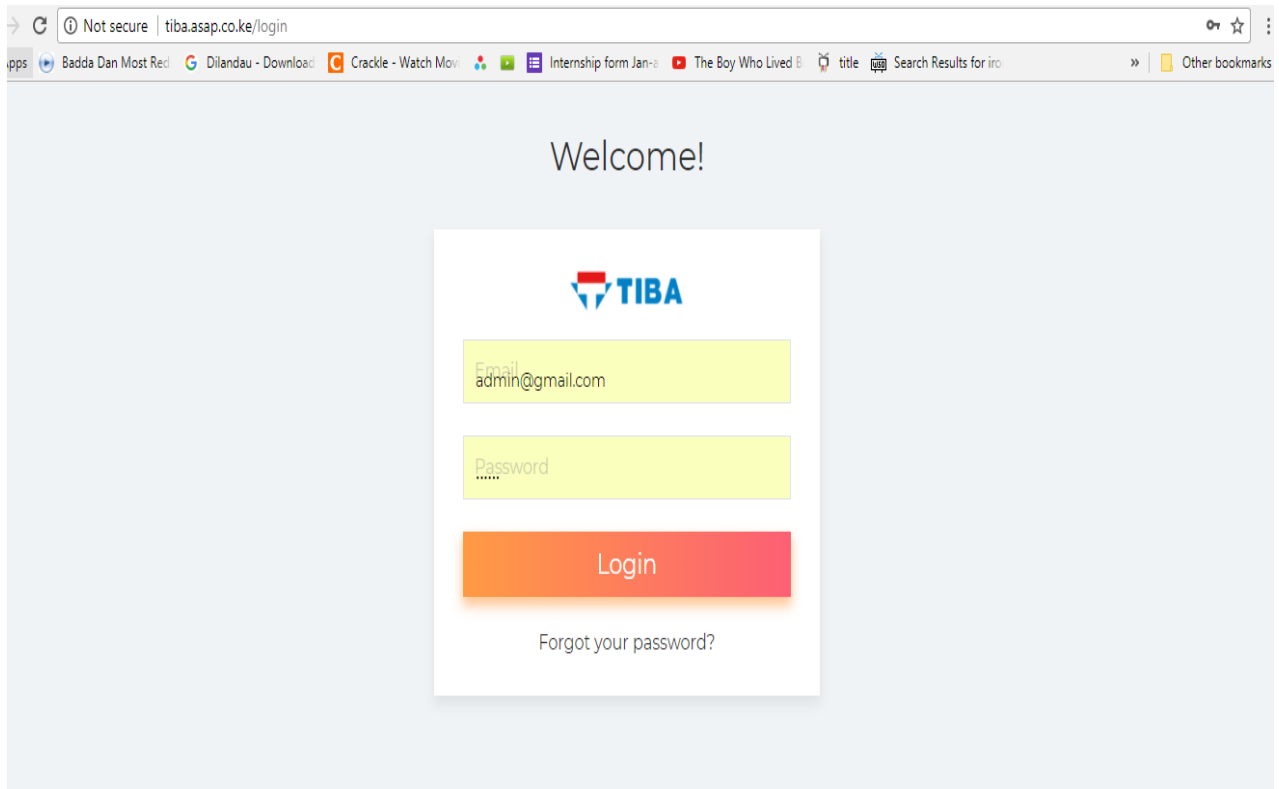 Not secure | tiba.asap.co.ke/login
Apps Badda Dan Most Red Dilandau - Download Crackle - Watch Movi Internship form Jan-a The Boy Who Lived B title Search Results for iro » Other bookmarks
Welcome!
TIBA
Email
admin@gmail.com
Password
......
Login
Forgot your password?